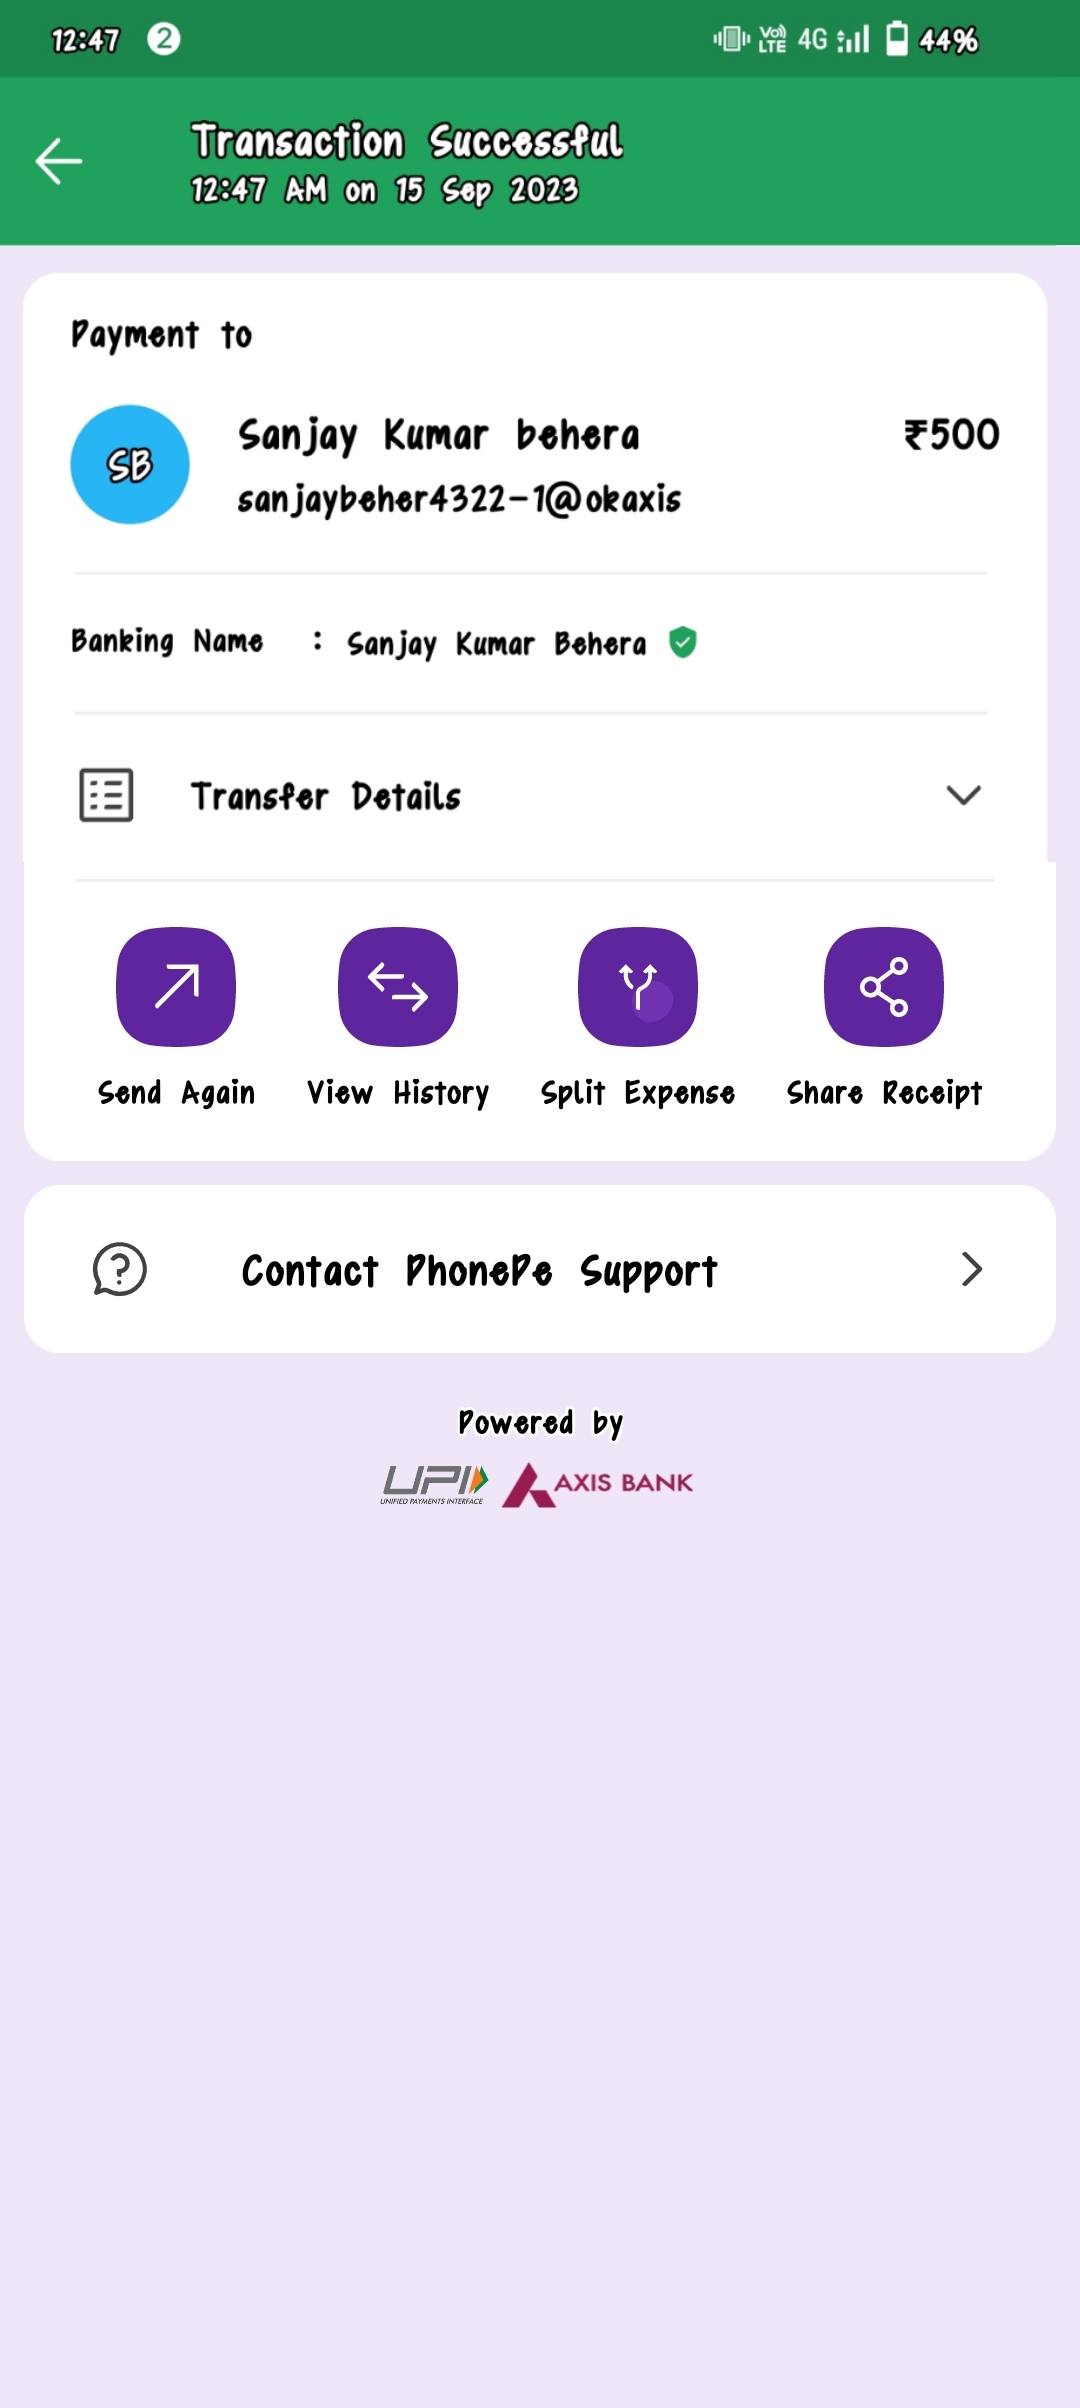 12:47 2 Vo) LTE 4G 44%
Transaction Successful
12:47 AM on 15 Sep 2023
Payment to
SB
Sanjay Kumar behera ₹500
sanjaybeher4322-1@okaxis
Banking Name : Sanjay Kumar Behera
Transfer Details
Send Again View History Split Expense Share Receipt
Contact PhonePe Support
Powered by
UPI AXIS BANK
UNIFIED PAYMENTS INTERFACE